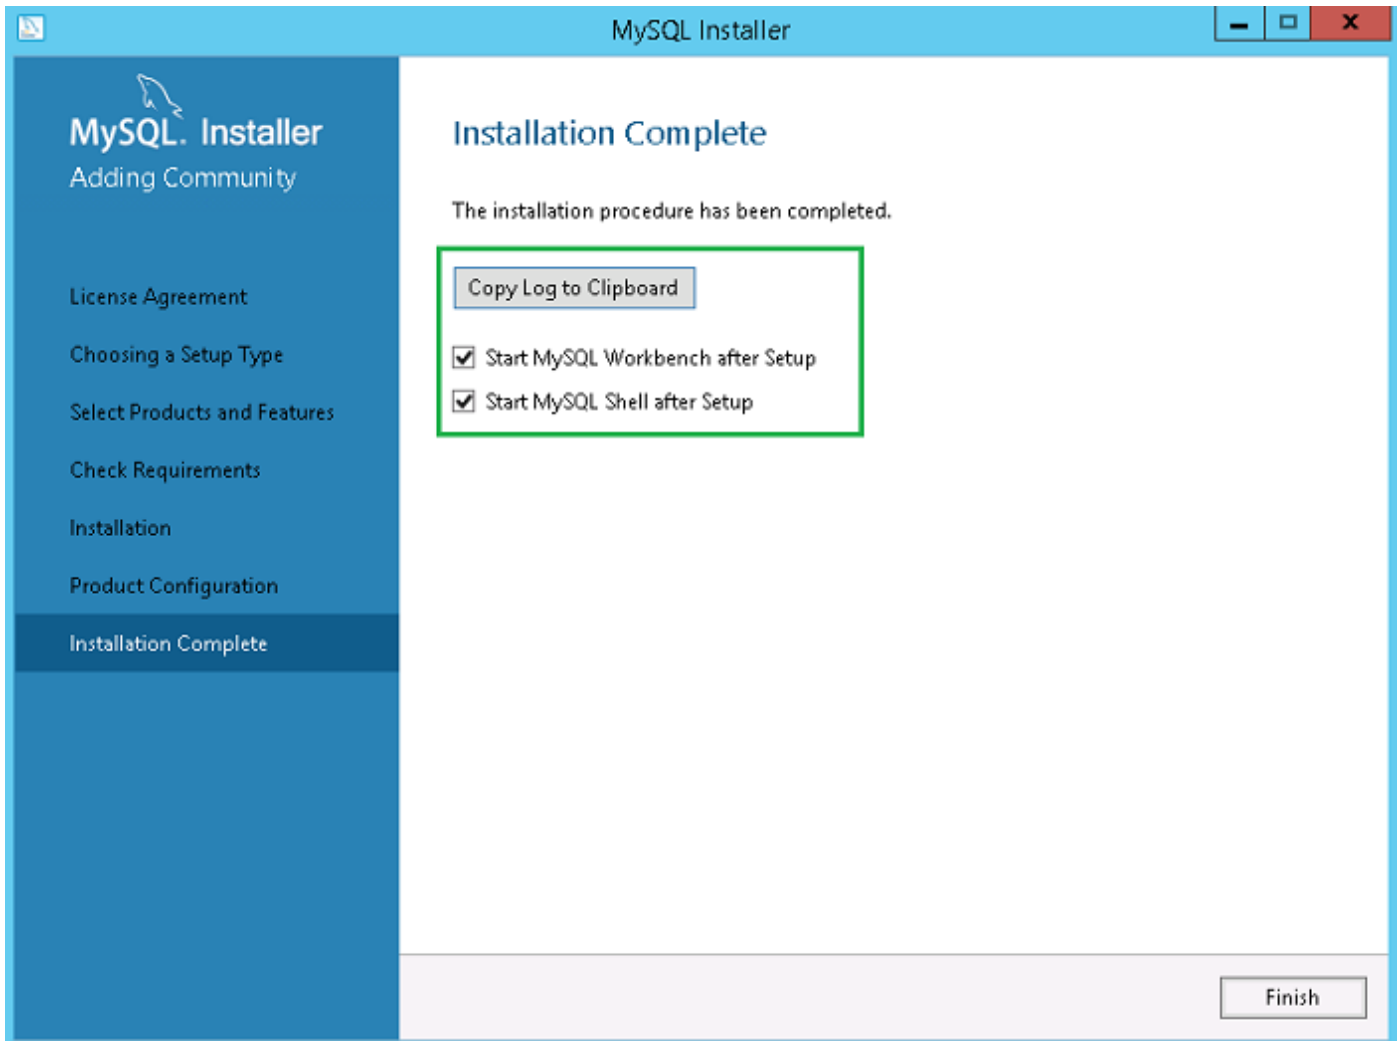 MySQL Installer
MySQL. Installer
Adding Community
License Agreement
Choosing a Setup Type
Select Products and Features
Check Requirements
Installation
Product Configuration
Installation Complete
Installation Complete
The installation procedure has been completed.
Copy Log to Clipboard
Start MySQL Workbench after Setup
Start MySQL Shell after Setup
Finish